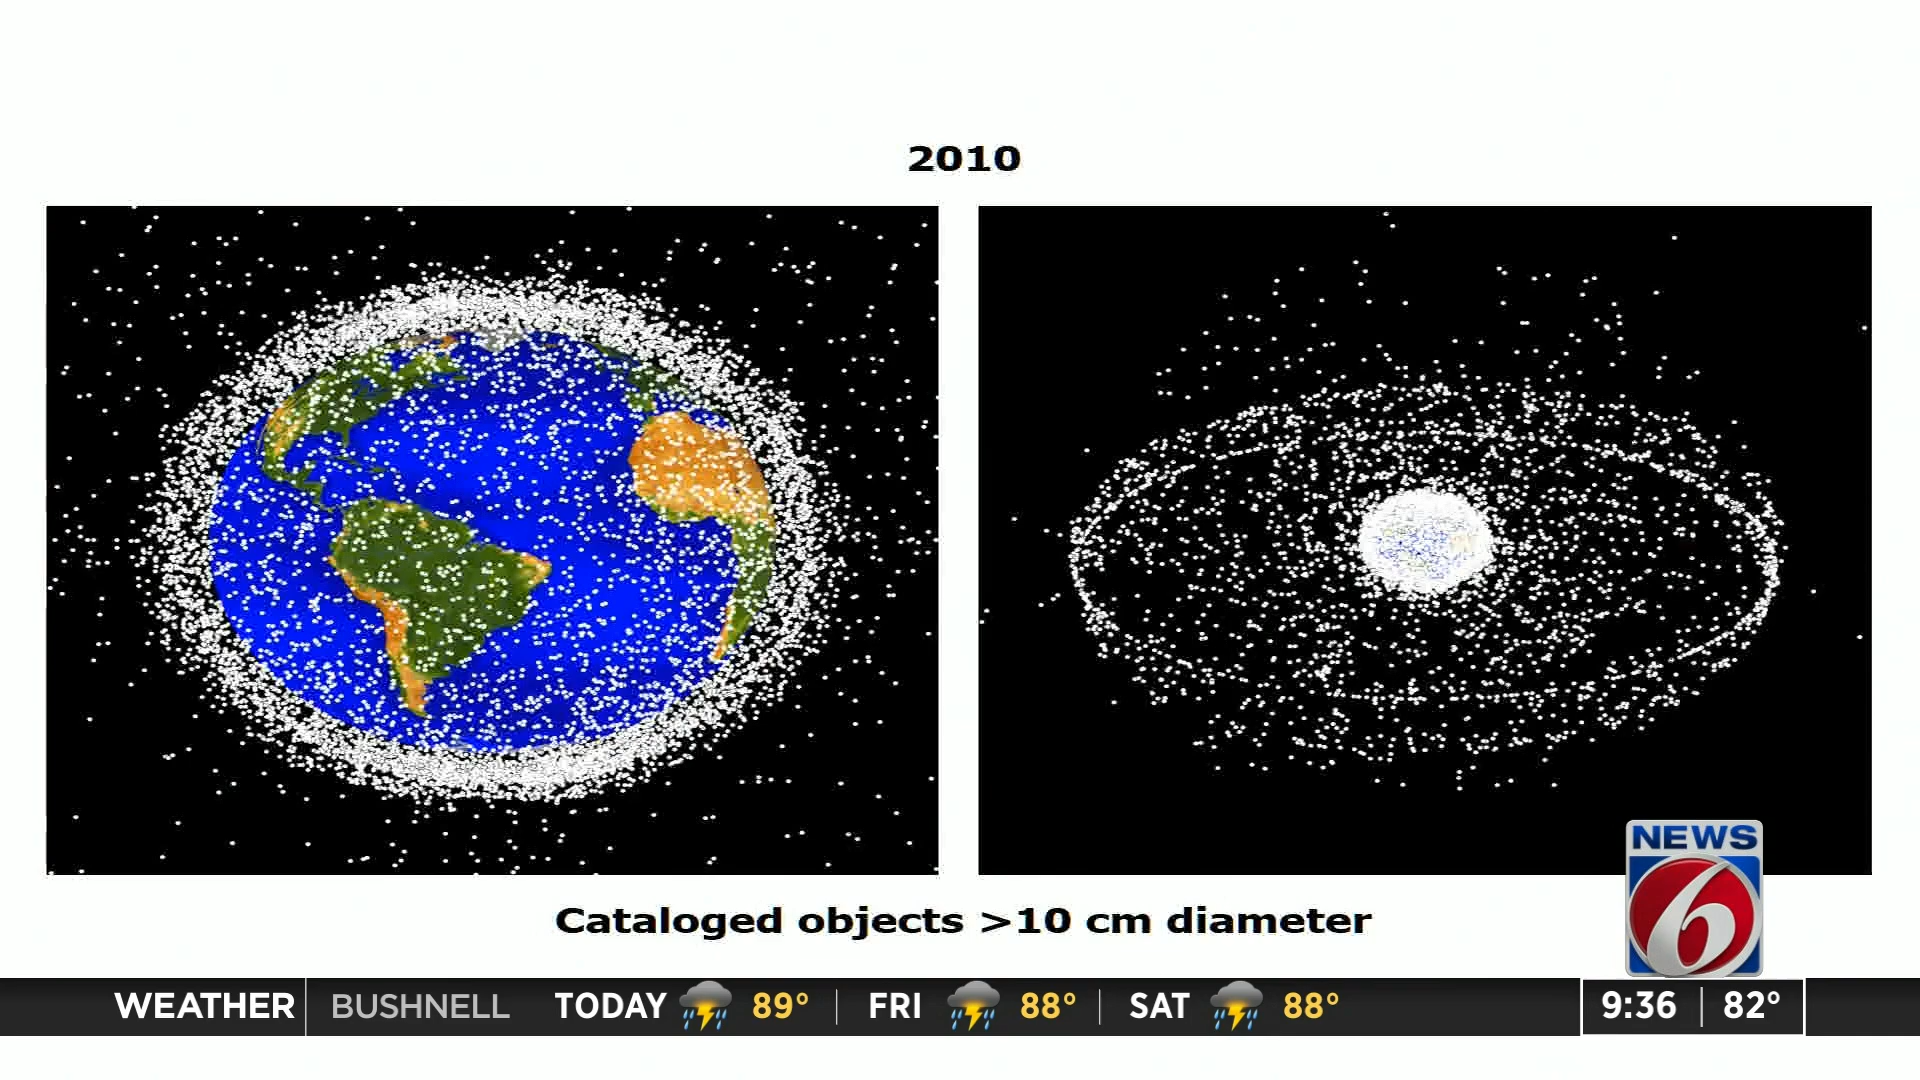 2010
Cataloged objects >10 cm diameter
NEWS
6
WEATHER BUSHNELL TODAY 89° FRI 88° SAT 88° 9:36 82°